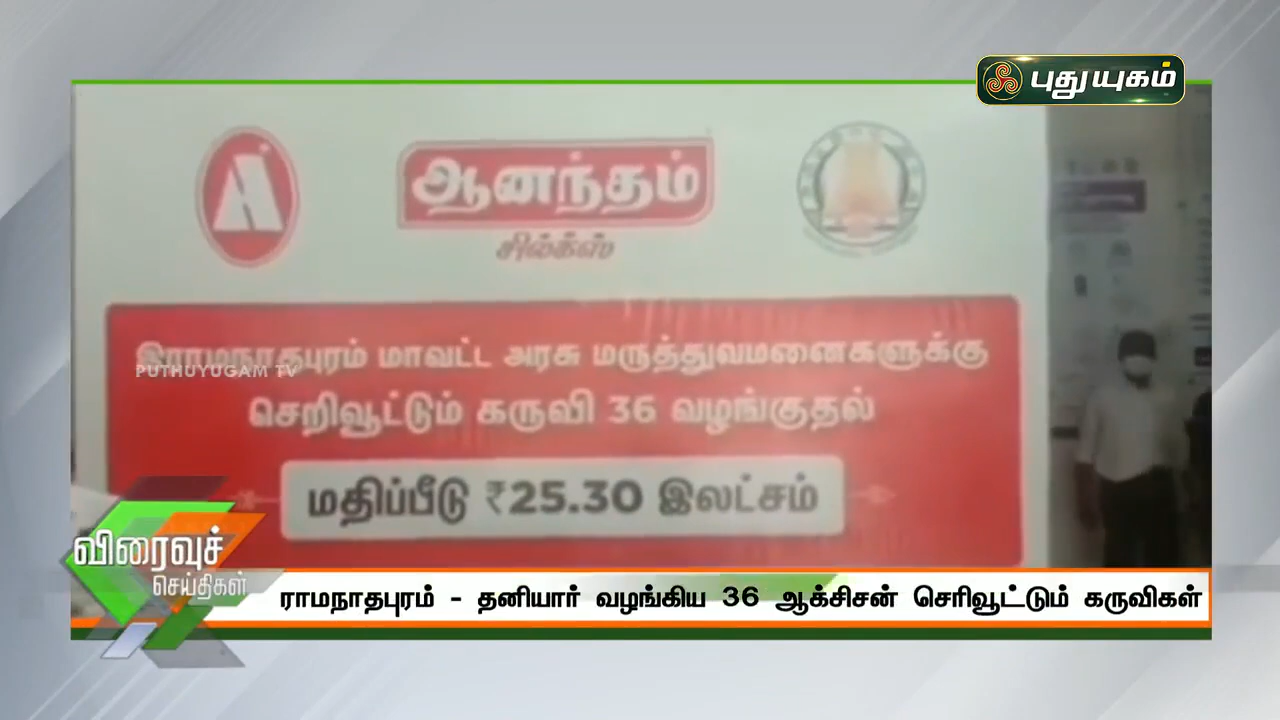 புதுயுகம்
ஆனந்தம்
சில்க்ஸ்
இராமநாதபுரம் மாவட்ட அரசு மருத்துவமனைகளுக்கு
PUTHUYUGAM TV
செறிவூட்டும் கருவி 36 வழங்குதல்
மதிப்பீடு ₹25.30 இலட்சம்
விரைவுச்
செய்திகள்
ராமநாதபுரம் - தனியார் வழங்கிய 36 ஆக்சிசன் செரிவூட்டும் கருவிகள்